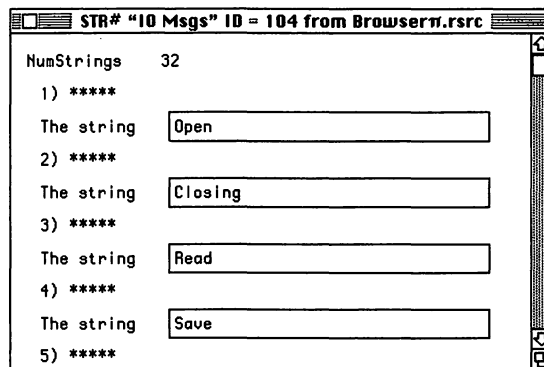 STR# “IO Msgs” ID = 104 from Browserπ.rsrc
NumStrings 32
1) *****
The string Open
2) *****
The string Closing
3) *****
The string Read
4) *****
The string Save
5) *****